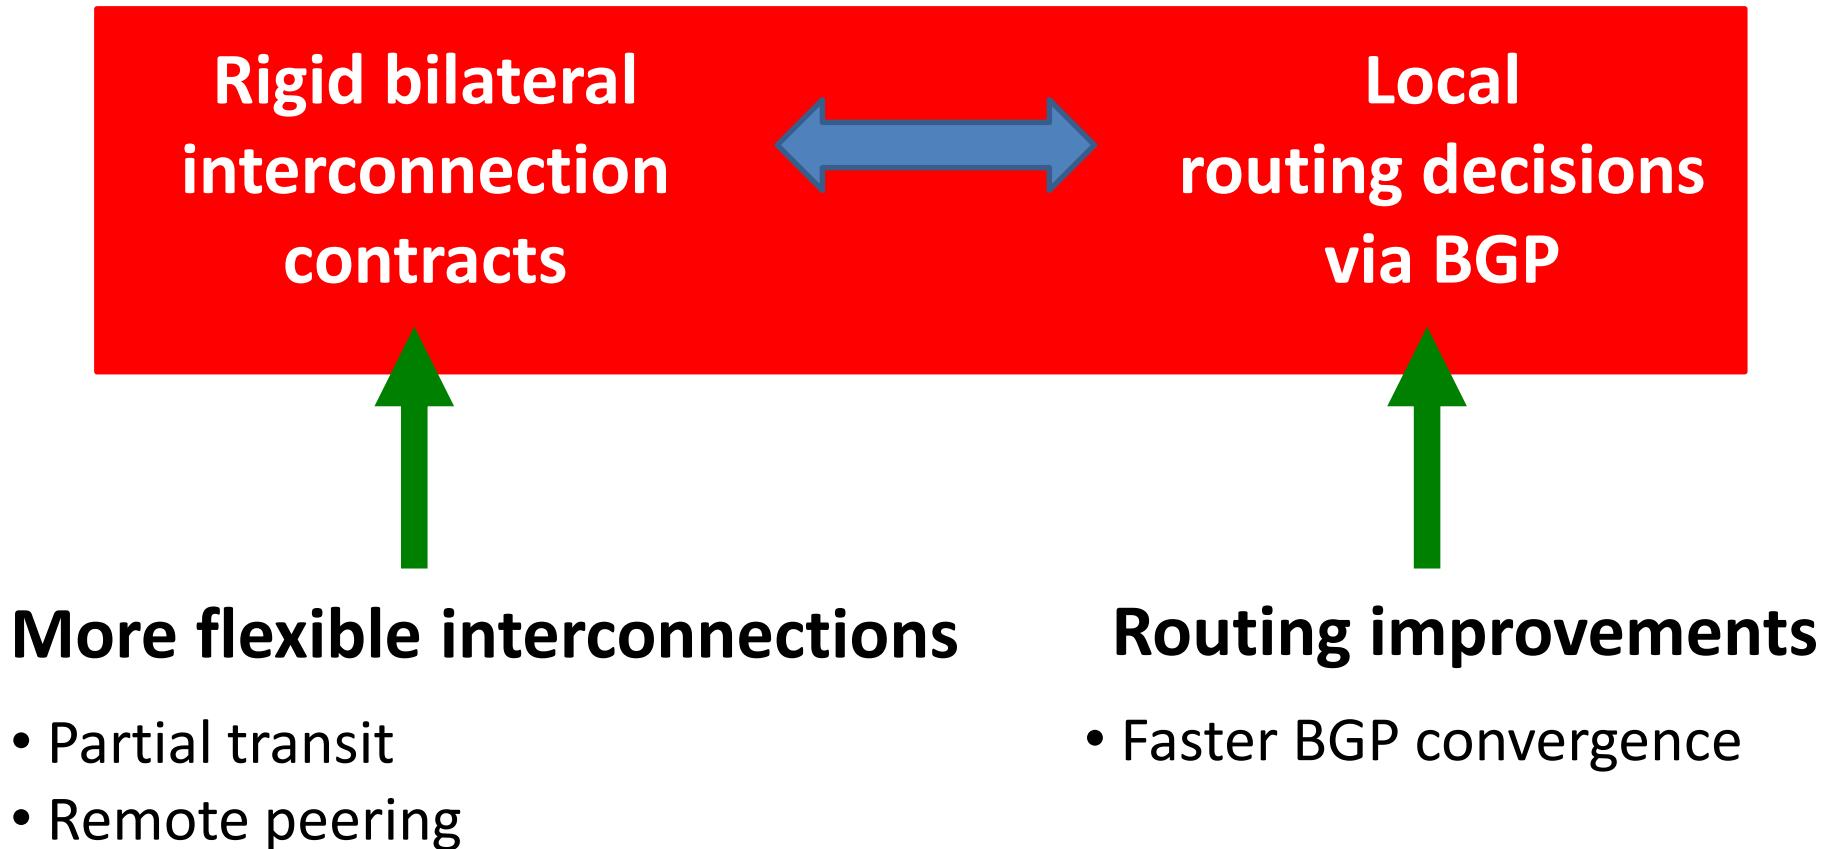 Rigid bilateral
interconnection
contracts
Local
routing decisions
via BGP
More flexible interconnections
• Partial transit
• Remote peering
Routing improvements
• Faster BGP convergence